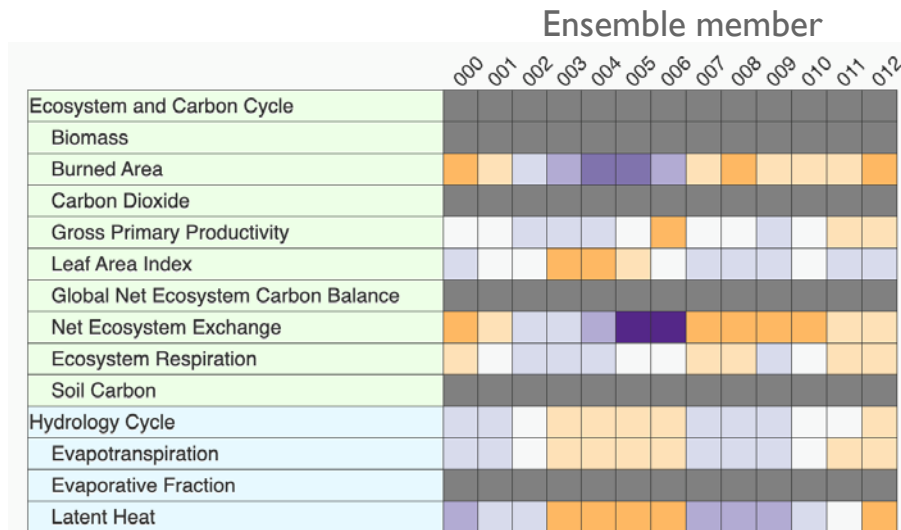 Ensemble member
000 001 002 003 004 005 006 007 008 009 010 011 012
Ecosystem and Carbon Cycle
Biomass
Burned Area
Carbon Dioxide
Gross Primary Productivity
Leaf Area Index
Global Net Ecosystem Carbon Balance
Net Ecosystem Exchange
Ecosystem Respiration
Soil Carbon
Hydrology Cycle
Evapotranspiration
Evaporative Fraction
Latent Heat